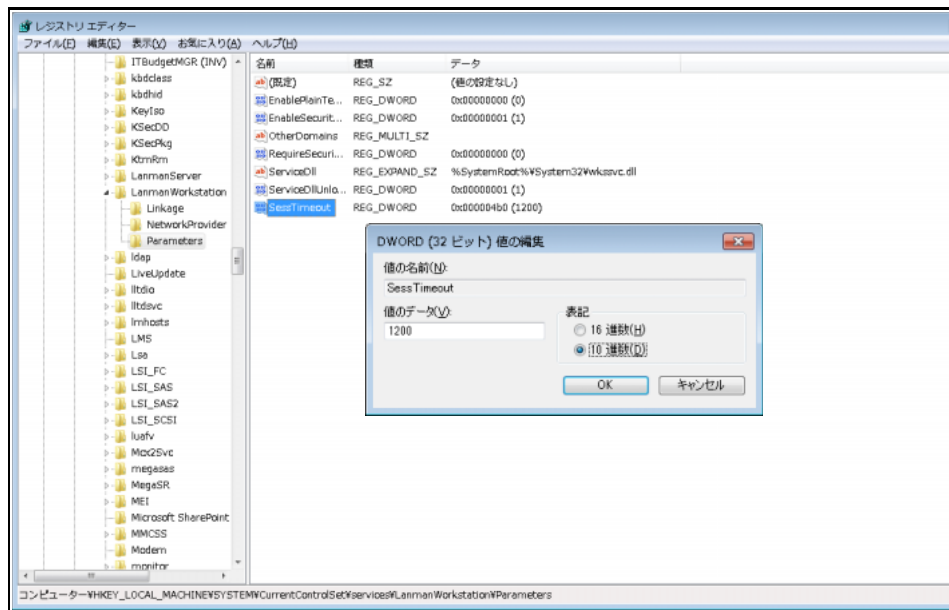 レジストリ エディター
ファイル(F) 編集(E) 表示(V) お気に入り(A) ヘルプ(H)
ITBudgetMGR (INV)
kbdclass
kbdhid
KeyIso
KSecDD
KSecPkg
KtmRm
LanmanServer
LanmanWorkstation
Linkage
NetworkProvider
Parameters
ldap
LiveUpdate
lltdio
lltdsvc
lmhosts
LMS
Lsa
LSI_FC
LSI_SAS
LSI_SAS2
LSI_SCSI
luafv
Mcx2Svc
megasas
MegaSR
MEI
Microsoft SharePoint
MMCSS
Modem
monitor
名前 種類 データ
(既定) REG_SZ (値の設定なし)
EnablePlainTe... REG_DWORD 0x00000000 (0)
EnableSecurit... REG_DWORD 0x00000001 (1)
OtherDomains REG_MULTI_SZ
RequireSecuri... REG_DWORD 0x00000000 (0)
ServiceDll REG_EXPAND_SZ %SystemRoot%¥System32¥wkssvc.dll
ServiceDllUnlo... REG_DWORD 0x00000001 (1)
SessTimeout REG_DWORD 0x000004b0 (1200)
DWORD (32 ビット) 値の編集
値の名前(N):
SessTimeout
値のデータ(V):
1200
表記
16 進数(H)
10 進数(D)
OK キャンセル
コンピューター¥HKEY_LOCAL_MACHINE¥SYSTEM¥CurrentControlSet¥services¥LanmanWorkstation¥Parameters